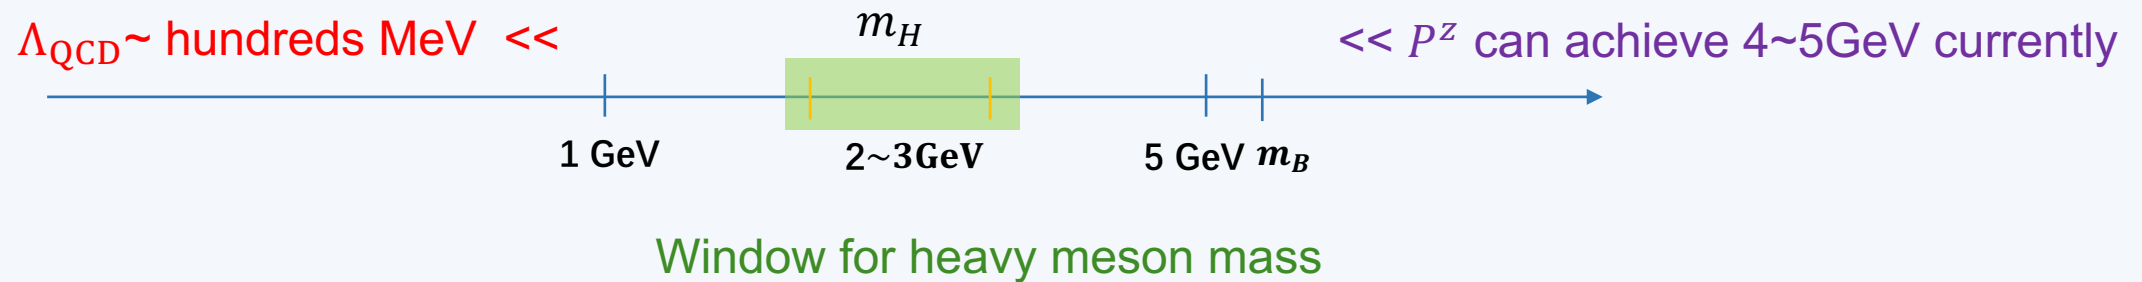 Λ_QCD~ hundreds MeV <<
m_H
<< P^z can achieve 4~5GeV currently
1 GeV
2~3GeV
5 GeV
m_B
Window for heavy meson mass